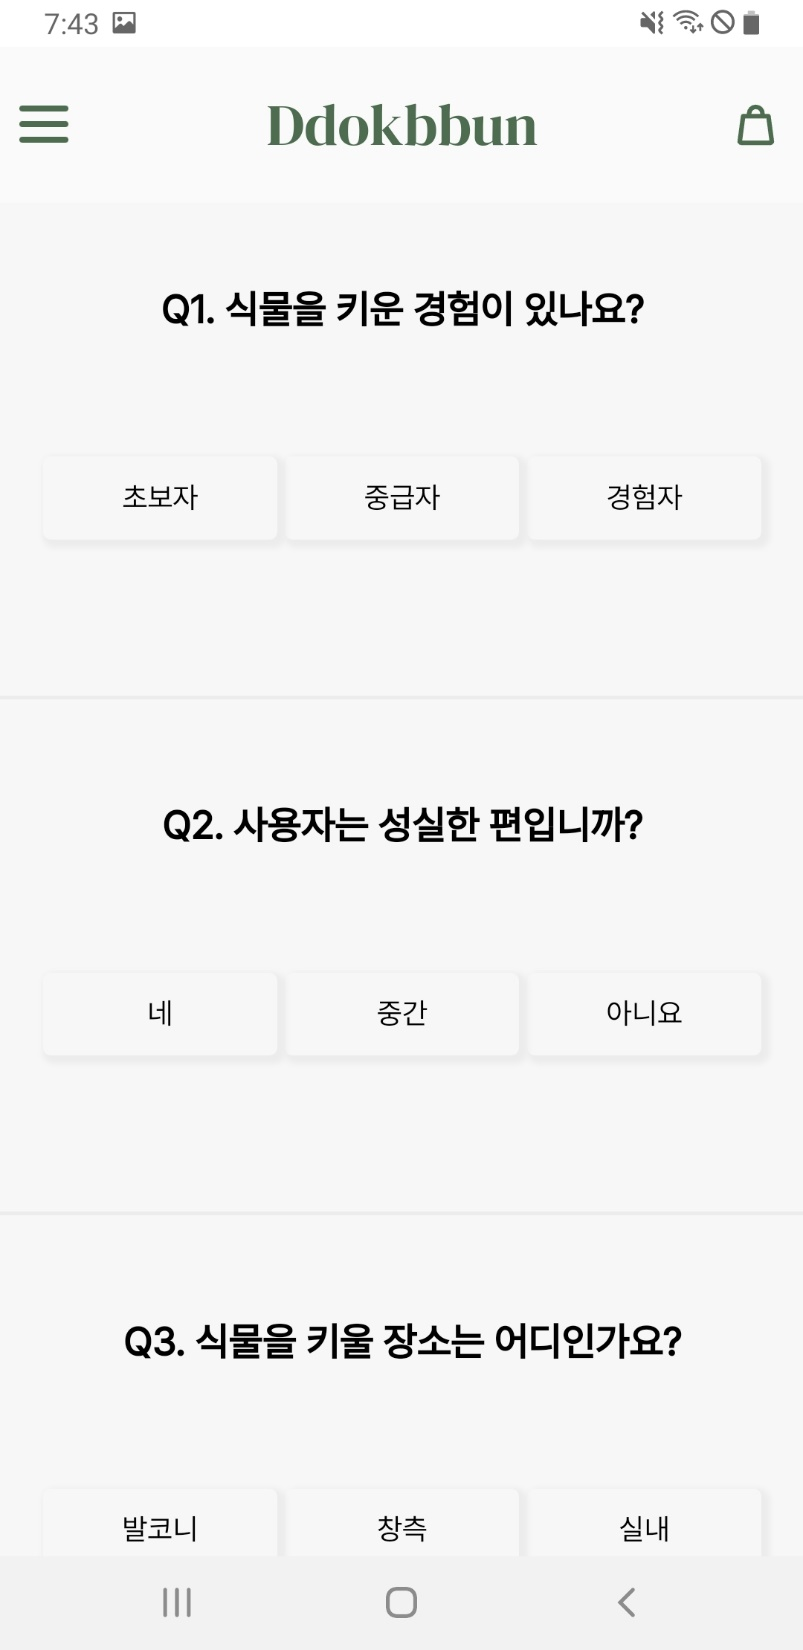 7:43
Ddokbbun
Q1. 식물을 키운 경험이 있나요?
초보자 중급자 경험자
Q2. 사용자는 성실한 편입니까?
네 중간 아니요
Q3. 식물을 키울 장소는 어디인가요?
발코니 창측 실내